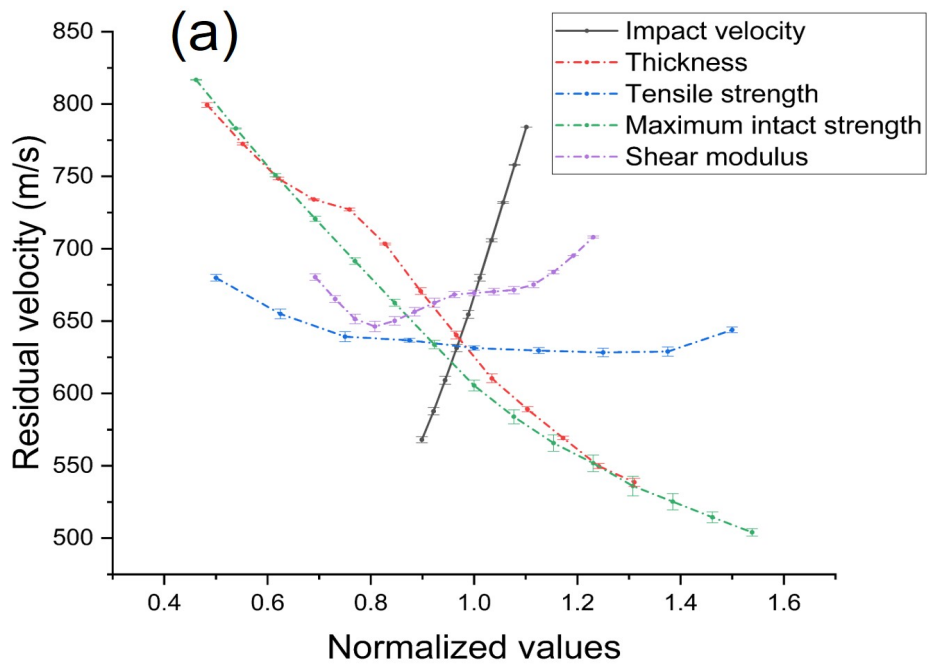 (a)
Impact velocity
Thickness
Tensile strength
Maximum intact strength
Shear modulus
Residual velocity (m/s)
850
800
750
700
650
600
550
500
0.4 0.6 0.8 1.0 1.2 1.4 1.6
Normalized values